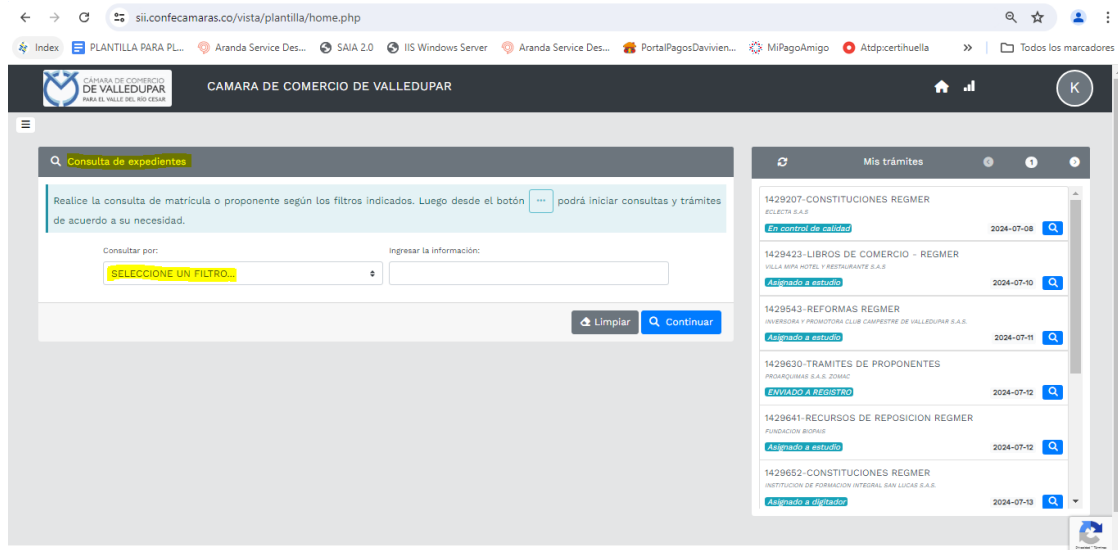 sii.confecamaras.co/vista/plantilla/home.php
Index PLANTILLA PARA PL... Aranda Service Des... SAIA 2.0 IIS Windows Server Aranda Service Des... PortalPagosDavivien... MiPagoAmigo Atdp:certihuella » Todos los marcadores
CÁMARA DE COMERCIO
DE VALLEDUPAR
PARA EL VALLE DEL RÍO CESAR
CAMARA DE COMERCIO DE VALLEDUPAR
K
Consulta de expedientes
Realice la consulta de matrícula o proponente según los filtros indicados. Luego desde el botón ... podrá iniciar consultas y trámites
de acuerdo a su necesidad.
Consultar por:
Ingresar la información:
SELECCIONE UN FILTRO...
Limpiar
Continuar
Mis trámites
1
1429207-CONSTITUCIONES REGMER
ECLECTA S.A.S
En control de calidad 2024-07-08
1429423-LIBROS DE COMERCIO - REGMER
VILLA MIPA HOTEL Y RESTAURANTE S.A.S
Asignado a estudio 2024-07-10
1429543-REFORMAS REGMER
INVERSORA Y PROMOTORA CLUB CAMPESTRE DE VALLEDUPAR S.A.S.
Asignado a estudio 2024-07-11
1429630-TRAMITES DE PROPONENTES
PROARQUIMAS S.A.S. ZOMAC
ENVIADO A REGISTRO 2024-07-12
1429641-RECURSOS DE REPOSICION REGMER
FUNDACION BIOPAIS
Asignado a estudio 2024-07-12
1429652-CONSTITUCIONES REGMER
INSTITUCION DE FORMACION INTEGRAL SAN LUCAS S.A.S.
Asignado a digitador 2024-07-13